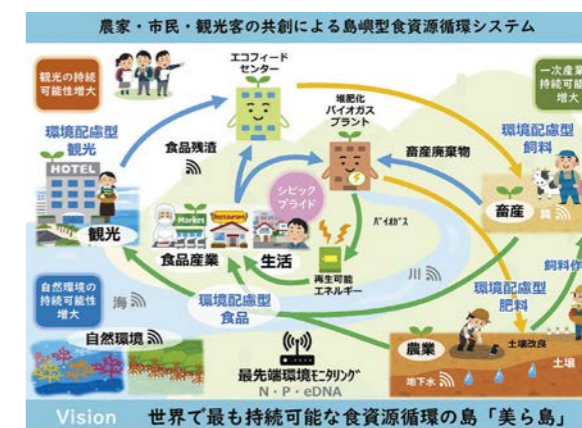 農家・市民・観光客の共創による島嶼型食資源循環システム
観光の持続
可能性増大
エコフィード
センター
一次産業
持続可能
増大
堆肥化
バイオガス
プラント
環境配慮型
観光
食品残渣
畜産廃棄物
環境配慮型
飼料
HOTEL
観光
シビック
プライド
Market
畜産
食品産業
生活
バイオガス
再生可能
エネルギー
川
飼料作
自然環境の
持続可能性
増大
海
環境配慮型
食品
環境配慮型
肥料
自然環境
農業
土壌改良
土壌
地下水
最先端環境モニタリング
N・P・eDNA
Vision 世界で最も持続可能な食資源循環の島「美ら島」